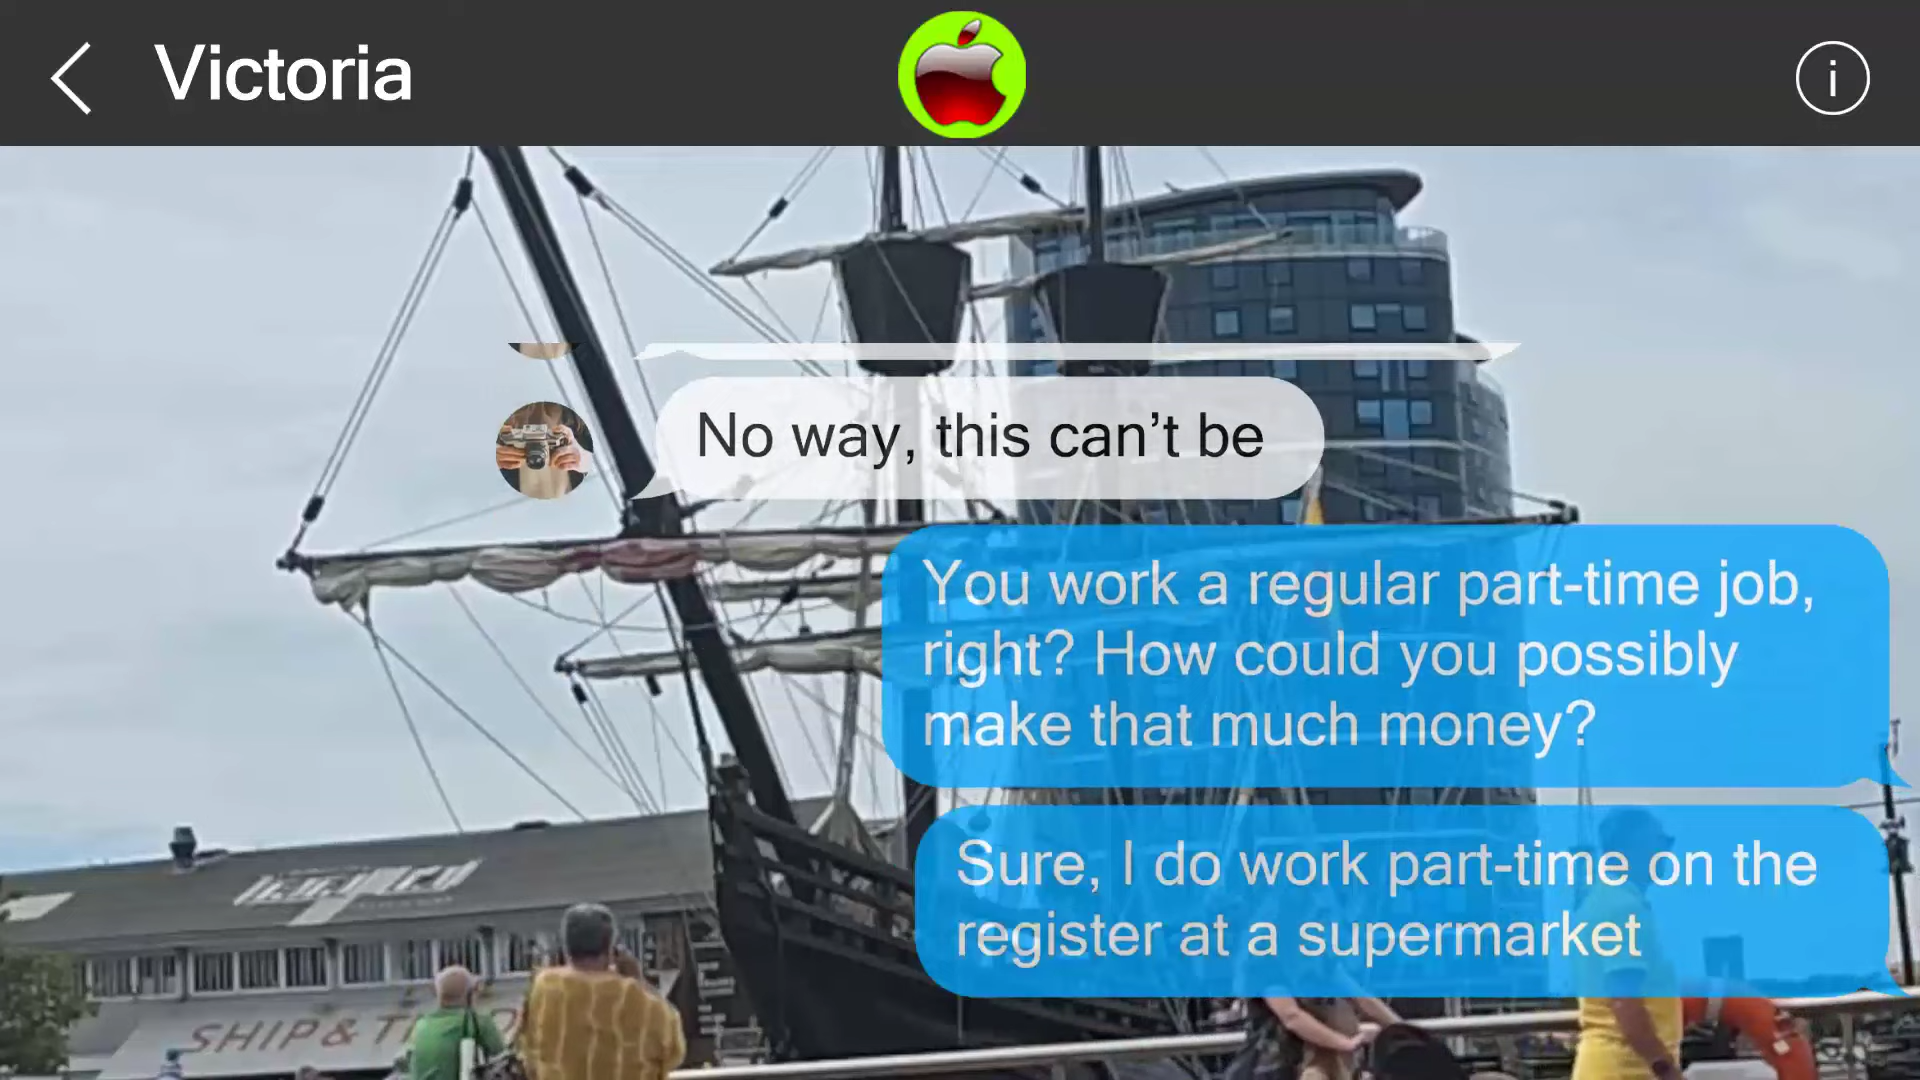 Victoria
i
No way, this can’t be
You work a regular part-time job,
right? How could you possibly
make that much money?
Sure, I do work part-time on the
register at a supermarket
SHIP &